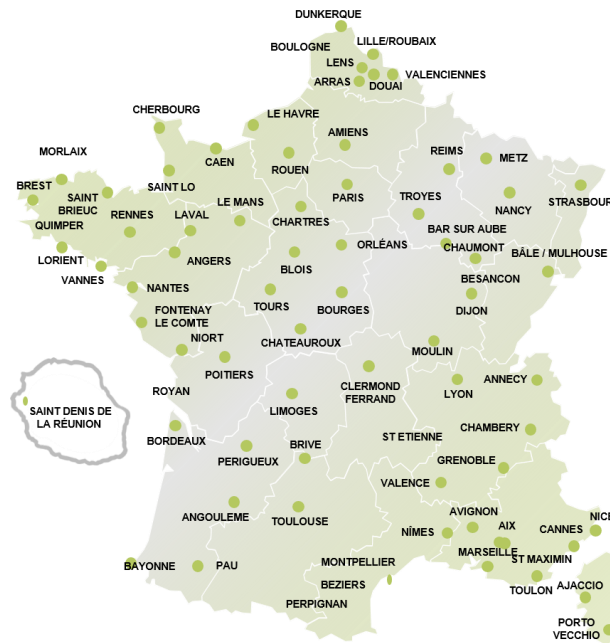 DUNKERQUE
LILLE/ROUBAIX
BOULOGNE
LENS
ARRAS
DOUAI
VALENCIENNES
CHERBOURG
LE HAVRE
AMIENS
REIMS
METZ
MORLAIX
CAEN
ROUEN
BREST
SAINT
BRIEUC
SAINT LO
LE MANS
PARIS
TROYES
NANCY
STRASBOUR
QUIMPER
RENNES
LAVAL
CHARTRES
BAR SUR AUBE
CHAUMONT
LORIENT
VANNES
ANGERS
BLOIS
ORLÉANS
BÂLE / MULHOUSE
BESANCON
NANTES
TOURS
BOURGES
DIJON
FONTENAY
LE COMTE
NIORT
CHATEAUROUX
MOULIN
POITIERS
CLERMOND
FERRAND
LYON
ANNECY
ROYAN
LIMOGES
SAINT DENIS DE
LA RÉUNION
BORDEAUX
BRIVE
ST ETIENNE
CHAMBERY
PERIGUEUX
GRENOBLE
VALENCE
ANGOULEME
TOULOUSE
AVIGNON
AIX
NICE
NÎMES
CANNES
BAYONNE
PAU
MONTPELLIER
MARSEILLE
ST MAXIMIN
BEZIERS
TOULON
AJACCIO
PERPIGNAN
PORTO
VECCHIO